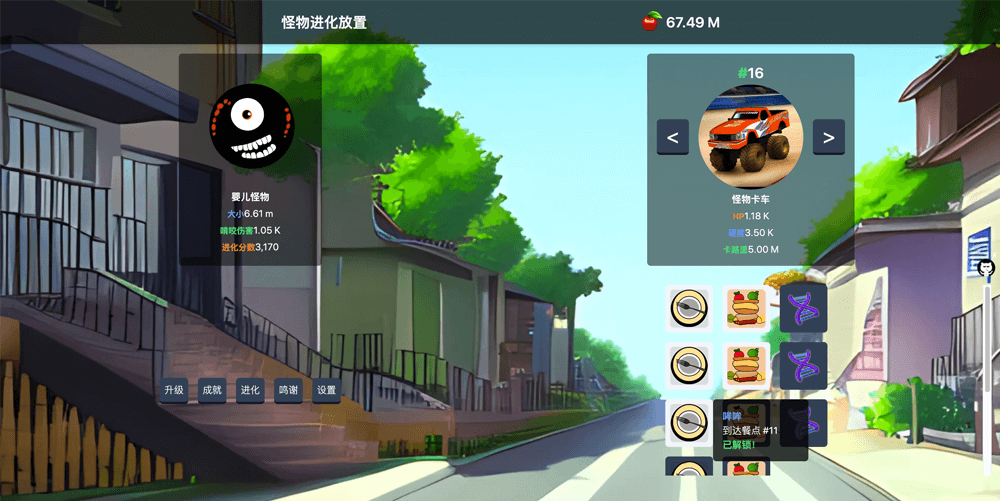 怪物进化放置
67.49 M
婴儿怪物
大小6.61 m
啃咬伤害1.05 K
进化分数3,170
#16
<
>
怪物卡车
HP1.18 K
硬度3.50 K
卡路里5.00 M
升级
成就
进化
鸣谢
设置
哞哞
到达餐点 #11
已解锁!